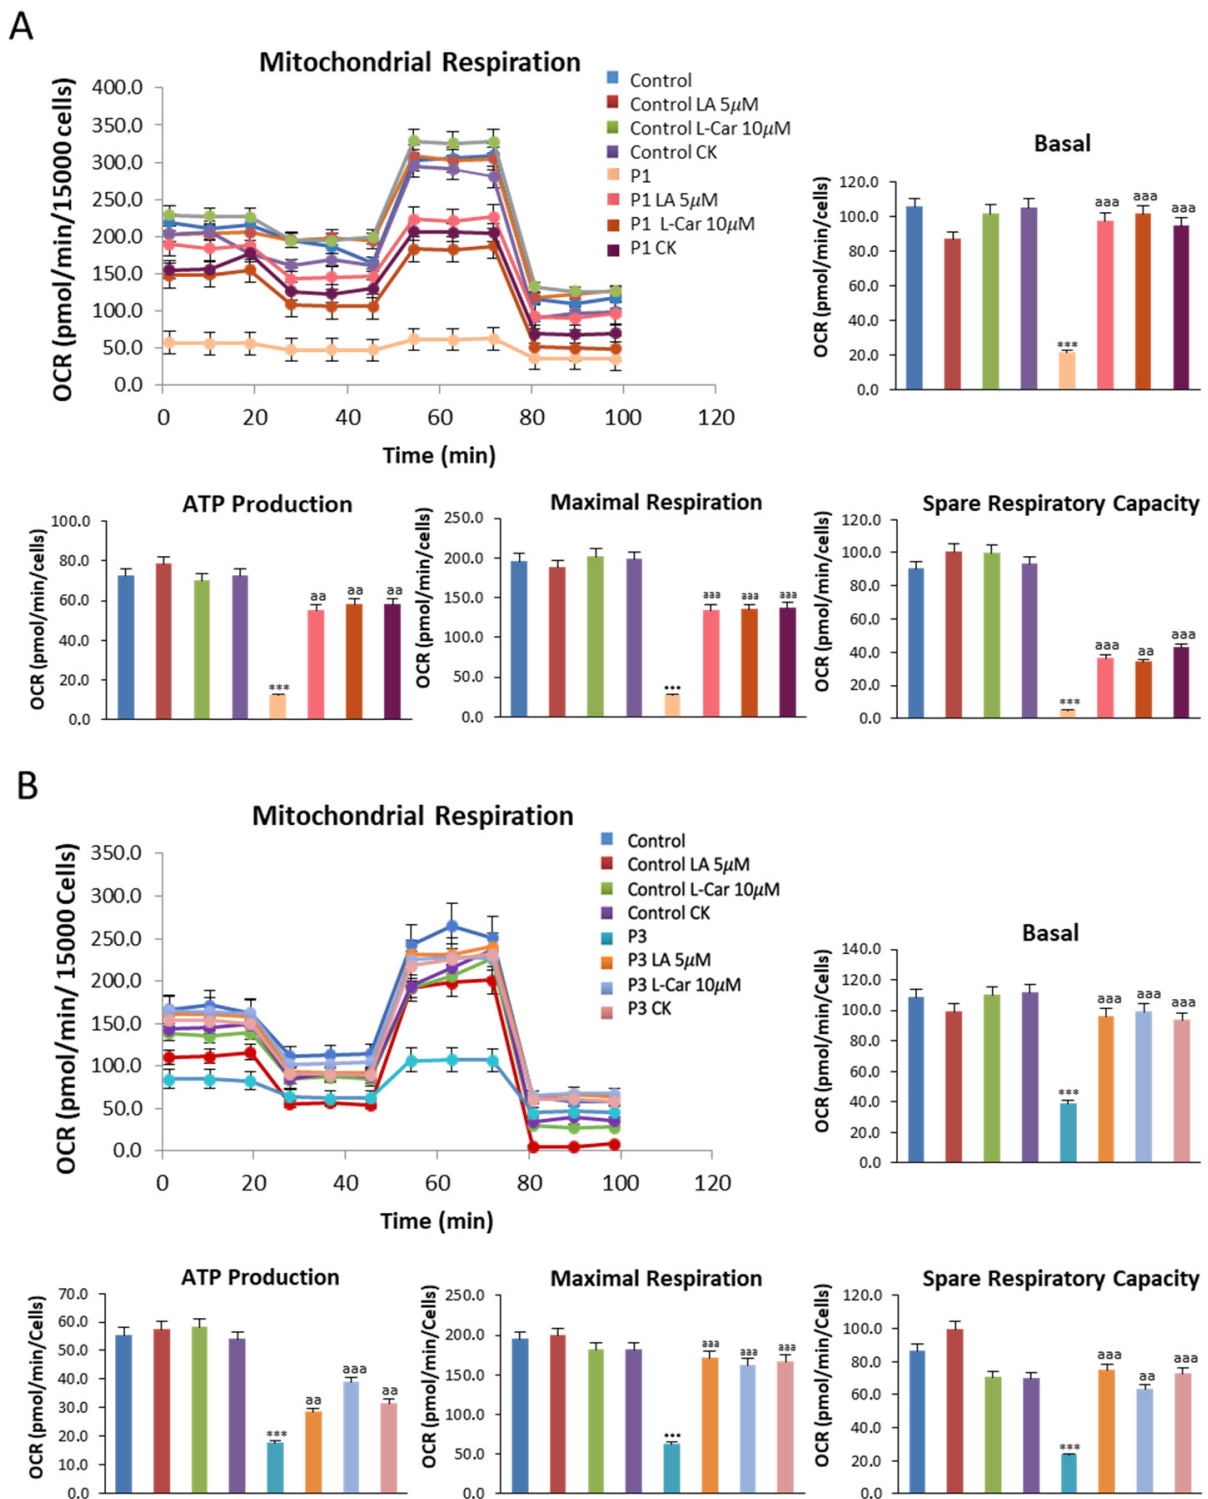 A
Mitochondrial Respiration
OCR (pmol/min/15000 cells)
400.0
350.0
300.0
250.0
200.0
150.0
100.0
50.0
0.0
0 20 40 60 80 100 120
Time (min)
Control
Control LA 5µM
Control L-Car 10µM
Control CK
P1
P1 LA 5µM
P1 L-Car 10µM
P1 CK
Basal
OCR (pmol/min/cells)
120.0
100.0
80.0
60.0
40.0
20.0
0.0
***
aaa
aaa
aaa
ATP Production
OCR (pmol/min/cells)
100.0
80.0
60.0
40.0
20.0
0.0
***
aa
aa
aa
Maximal Respiration
OCR (pmol/min/cells)
250.0
200.0
150.0
100.0
50.0
0.0
***
aaa
aaa
aaa
Spare Respiratory Capacity
OCR (pmol/min/cells)
120.0
100.0
80.0
60.0
40.0
20.0
0.0
***
aaa
aa
aaa
B
Mitochondrial Respiration
OCR (pmol/min/ 15000 Cells)
350.0
300.0
250.0
200.0
150.0
100.0
50.0
0.0
0 20 40 60 80 100 120
Time (min)
Control
Control LA 5µM
Control L-Car 10µM
Control CK
P3
P3 LA 5µM
P3 L-Car 10µM
P3 CK
Basal
OCR (pmol/min/Cells)
140.0
120.0
100.0
80.0
60.0
40.0
20.0
0.0
***
aaa
aaa
aaa
ATP Production
OCR (pmol/min/Cells)
70.0
60.0
50.0
40.0
30.0
20.0
10.0
0.0
***
aa
aaa
aa
Maximal Respiration
OCR (pmol/min/Cells)
250.0
200.0
150.0
100.0
50.0
0.0
***
aaa
aaa
aaa
Spare Respiratory Capacity
OCR (pmol/min/Cells)
120.0
100.0
80.0
60.0
40.0
20.0
0.0
***
aaa
aa
aaa